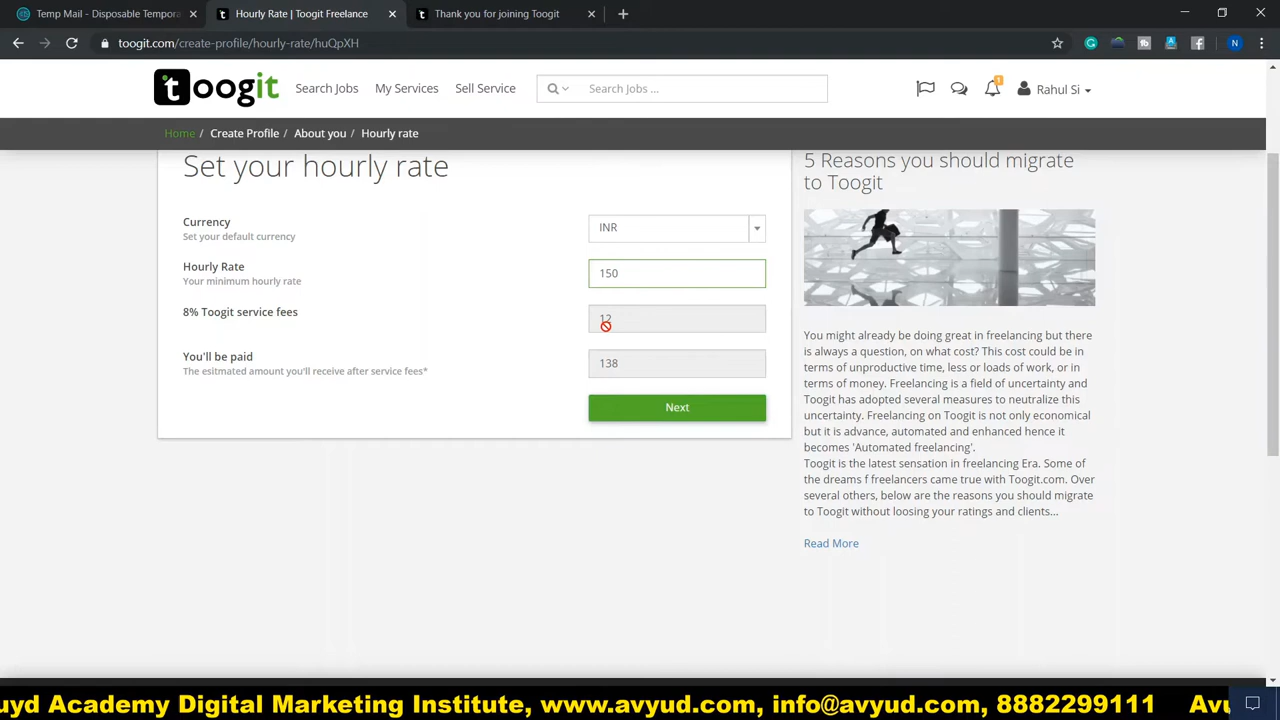 Temp Mail - Disposable Tempora
Hourly Rate | Toogit Freelance
Thank you for joining Toogit
toogit.com/create-profile/hourly-rate/huQpXH
N
toogit
Search Jobs
My Services
Sell Service
Search Jobs ...
1
Rahul Si
Home / Create Profile / About you / Hourly rate
Set your hourly rate
Currency
Set your default currency
INR
Hourly Rate
Your minimum hourly rate
150
8% Toogit service fees
12
You'll be paid
The esitmated amount you'll receive after service fees*
138
Next
5 Reasons you should migrate
to Toogit
You might already be doing great in freelancing but there
is always a question, on what cost? This cost could be in
terms of unproductive time, less or loads of work, or in
terms of money. Freelancing is a field of uncertainty and
Toogit has adopted several measures to neutralize this
uncertainty. Freelancing on Toogit is not only economical
but it is advance, automated and enhanced hence it
becomes 'Automated freelancing'.
Toogit is the latest sensation in freelancing Era. Some of
the dreams f freelancers came true with Toogit.com. Over
several others, below are the reasons you should migrate
to Toogit without loosing your ratings and clients...
Read More
uyd Academy Digital Marketing Institute, www.avyud.com, info@avyud.com, 8882299111 Avu